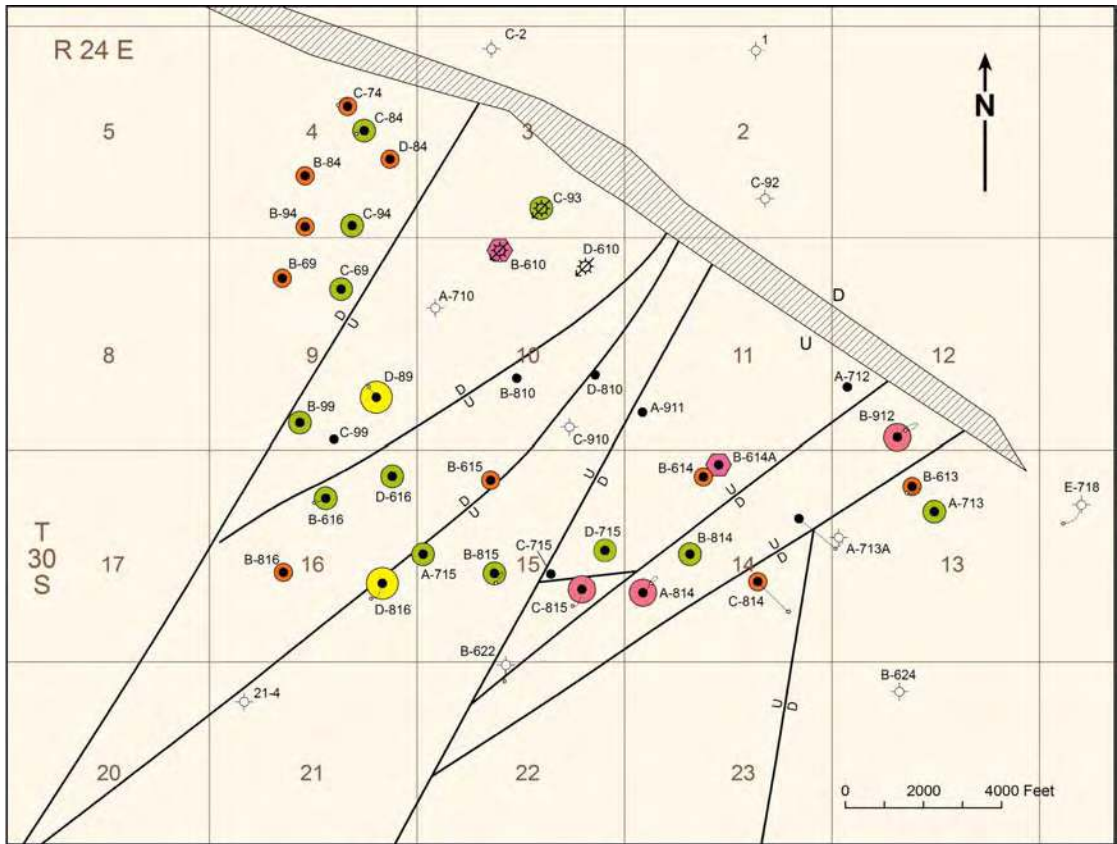 C-2
1
R 24 E
N
C-74
C-84
5
4
3
2
D-84
B-84
C-92
C-93
B-94
C-94
D-610
B-69
C-69
B-610
A-710
D
D
U
U
8
9
10
11
12
D-89
D
U
B-810
D-810
A-712
A-911
B-912
B-99
C-99
C-910
B-614A
B-615
B-614
B-613
D-616
U
D
B-616
D
U
U
D
A-713
E-718
T
30
S
17
16
15
14
13
D-715
B-814
U
D
A-713A
B-816
A-715
B-815
C-715
D-816
C-815
A-814
C-814
B-622
B-624
21-4
U
D
20
21
22
23
0 2000 4000 Feet